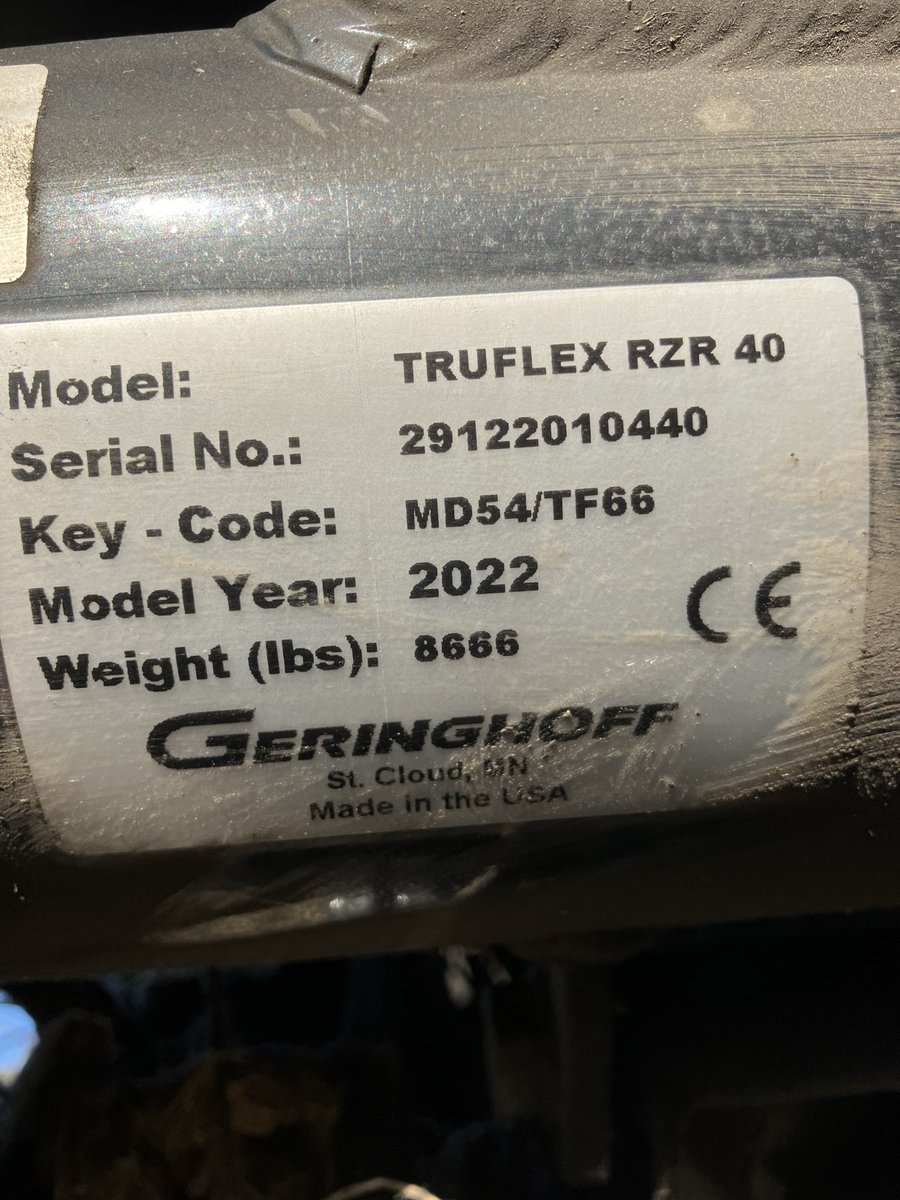 Model: TRUFLEX RZR 40
Serial No.: 29122010440
Key - Code: MD54/TF66
Model Year: 2022
Weight (lbs): 8666
CE
GERINGHOFF
St. Cloud, MN
Made in the USA